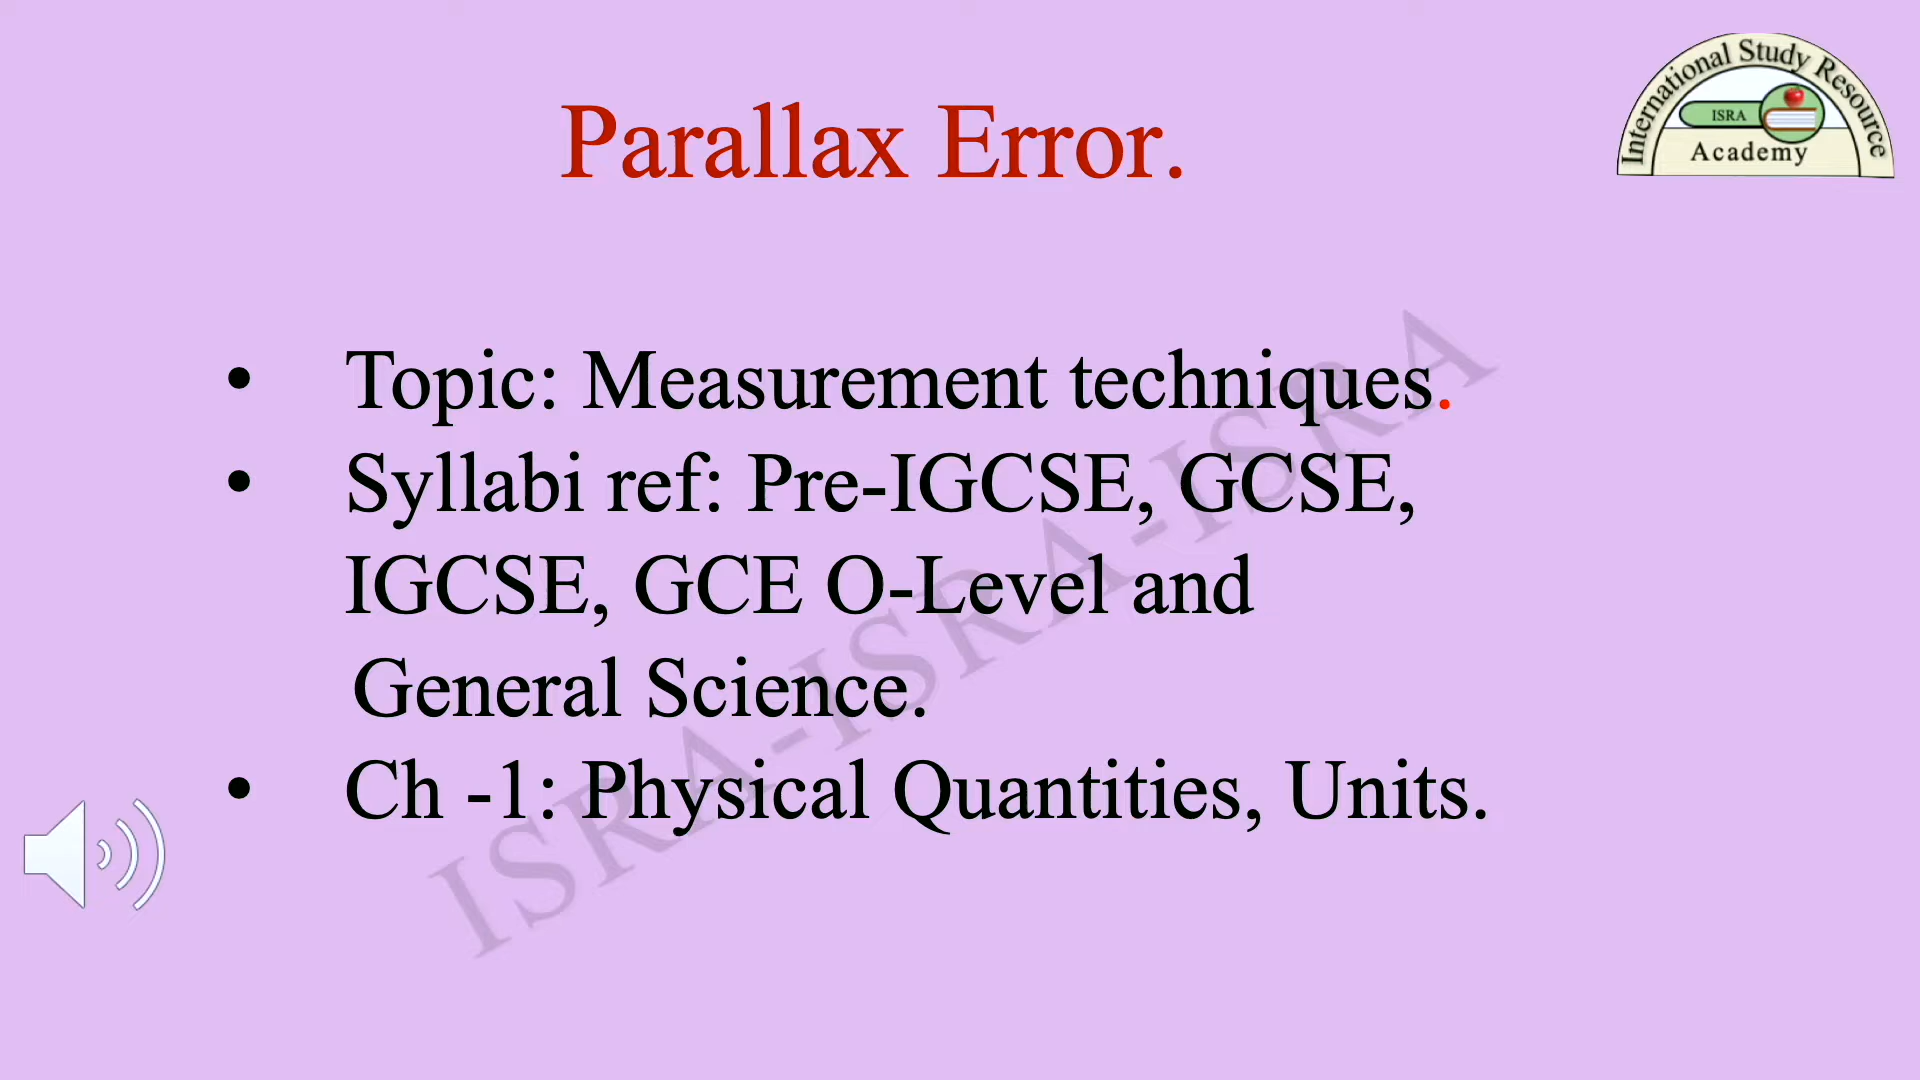 International Study Resource
ISRA
Academy
Parallax Error.
• Topic: Measurement techniques.
• Syllabi ref: Pre-IGCSE, GCSE,
IGCSE, GCE O-Level and
General Science.
• Ch -1: Physical Quantities, Units.
ISRA-ISRA-ISRA